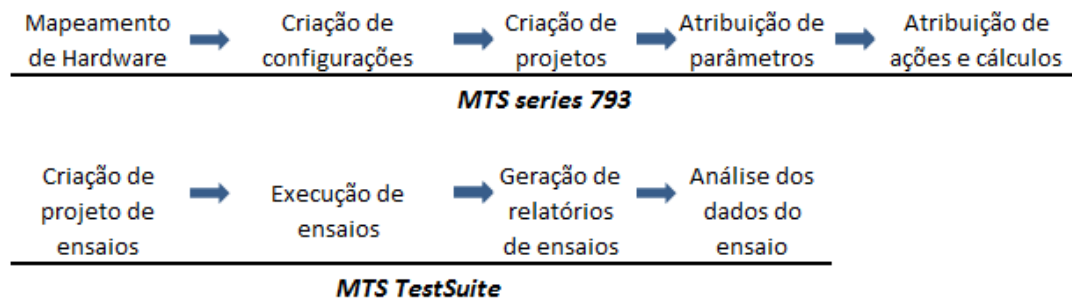 Mapeamento
de Hardware
Criação de
configurações
Criação de
projetos
Atribuição de
parâmetros
Atribuição de
ações e cálculos
MTS series 793
Criação de
projeto de
ensaios
Execução de
ensaios
Geração de
relatórios
de ensaios
Análise dos
dados do
ensaio
MTS TestSuite